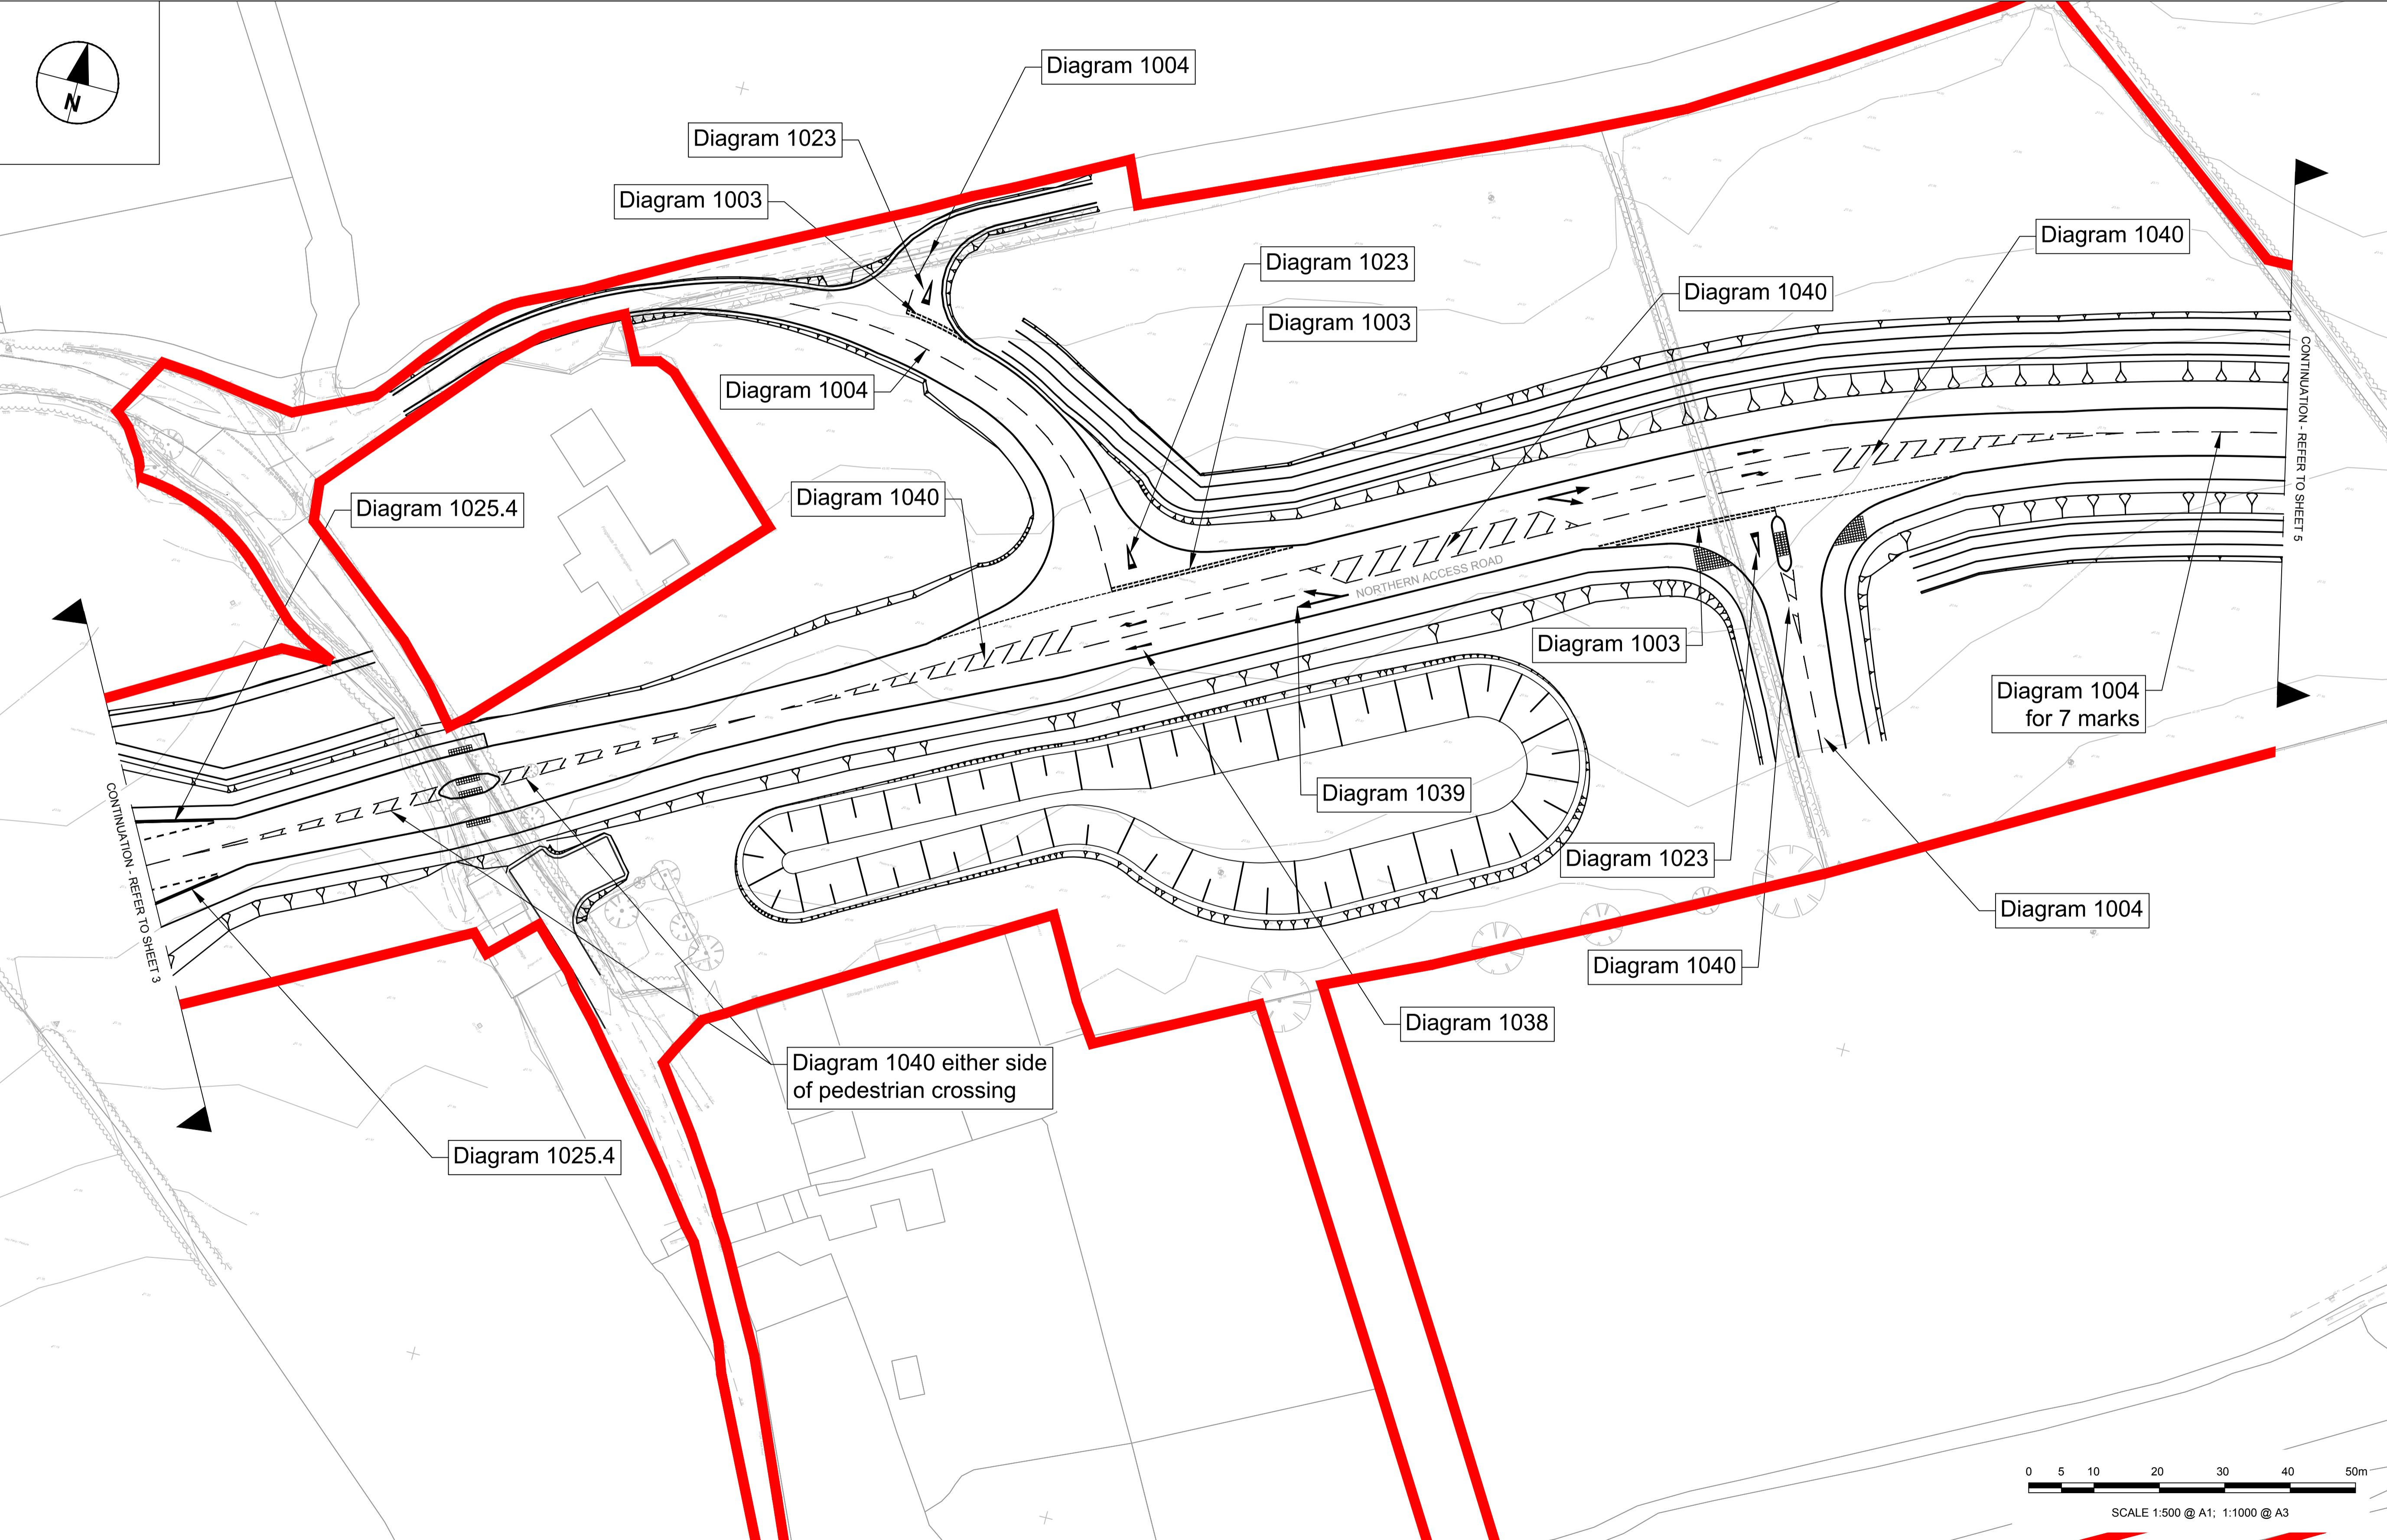 N
Diagram 1004
Diagram 1023
Diagram 1003
Diagram 1040
Diagram 1023
Diagram 1040
Diagram 1003
Diagram 1004
Diagram 1040
Diagram 1025.4
NORTHERN ACCESS ROAD
CONTINUATION - REFER TO SHEET 5
Diagram 1003
Diagram 1004
for 7 marks
Diagram 1039
CONTINUATION - REFER TO SHEET 3
Diagram 1023
Diagram 1004
Diagram 1040
Diagram 1038
Diagram 1040 either side
of pedestrian crossing
Diagram 1025.4
0 5 10 20 30 40 50m
SCALE 1:500 @ A1; 1:1000 @ A3